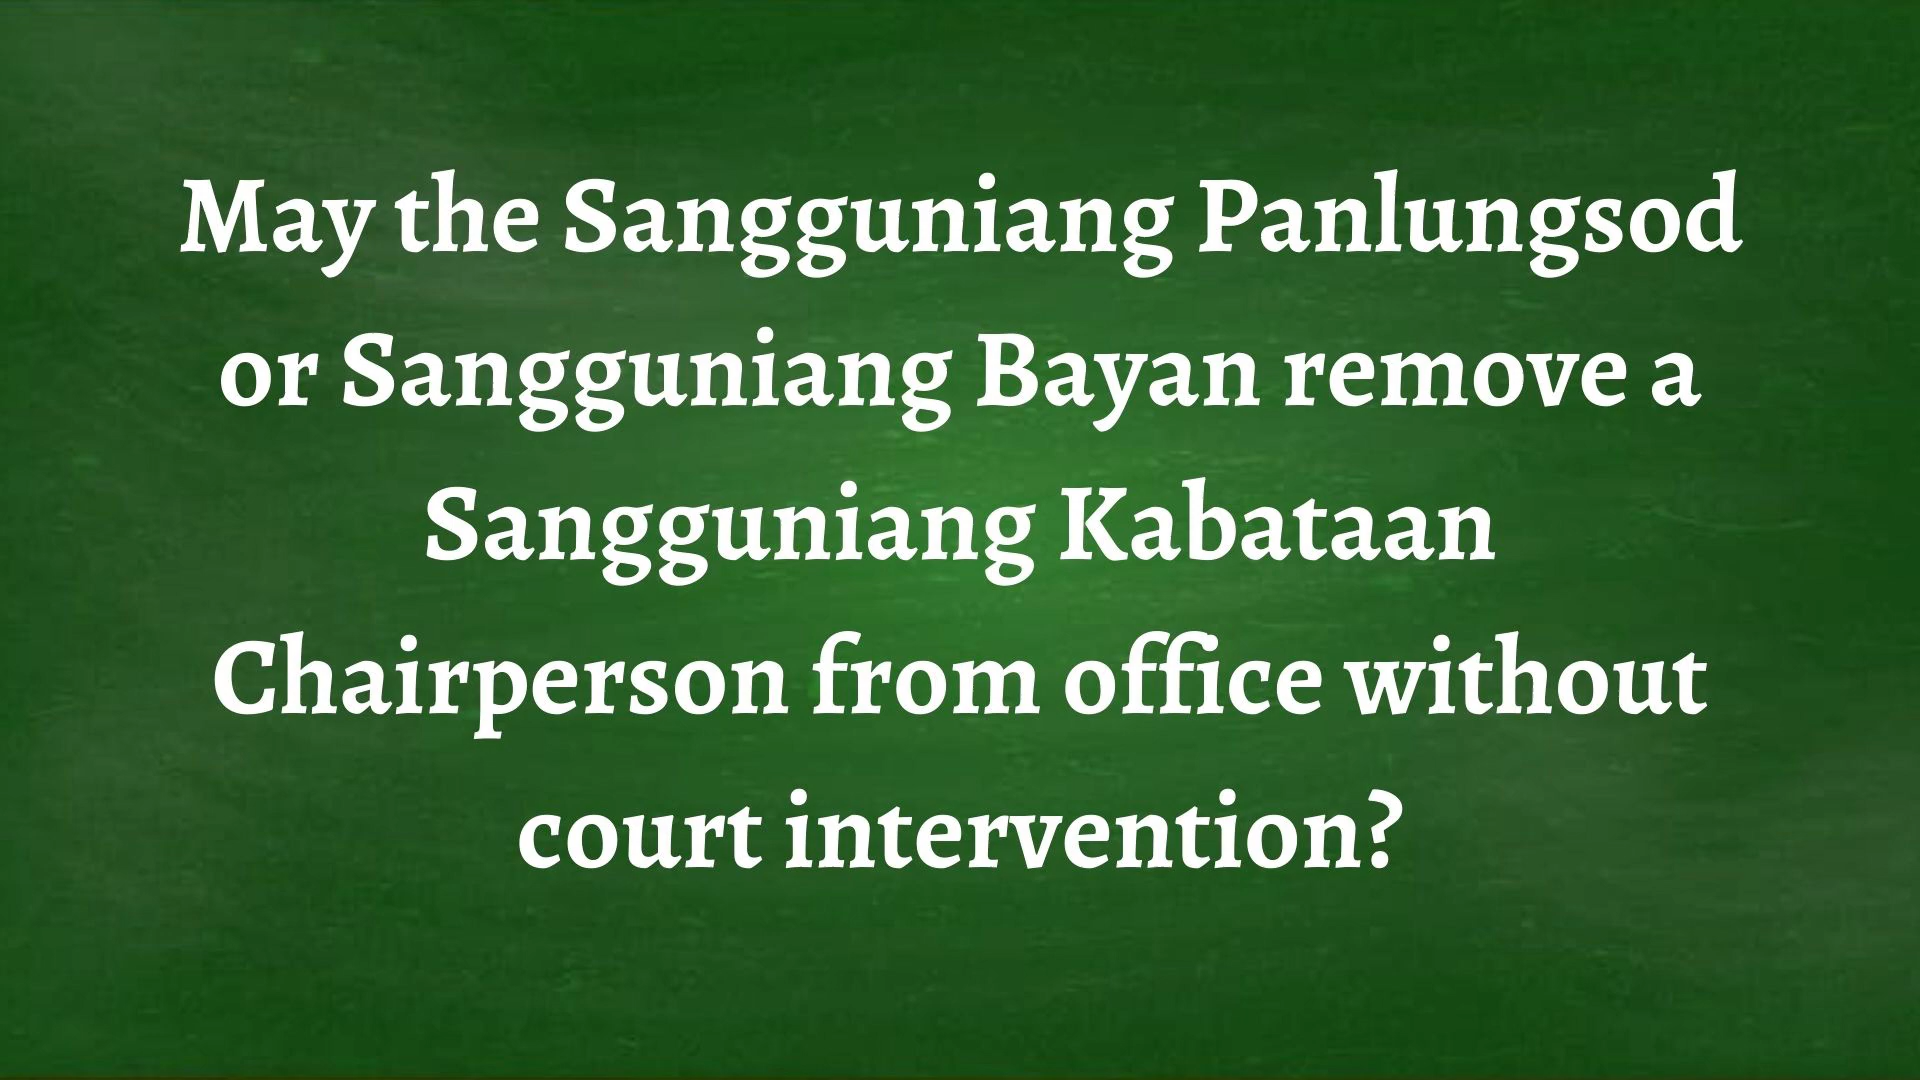 May the Sangguniang Panlungsod
or Sangguniang Bayan remove a
Sangguniang Kabataan
Chairperson from office without
court intervention?